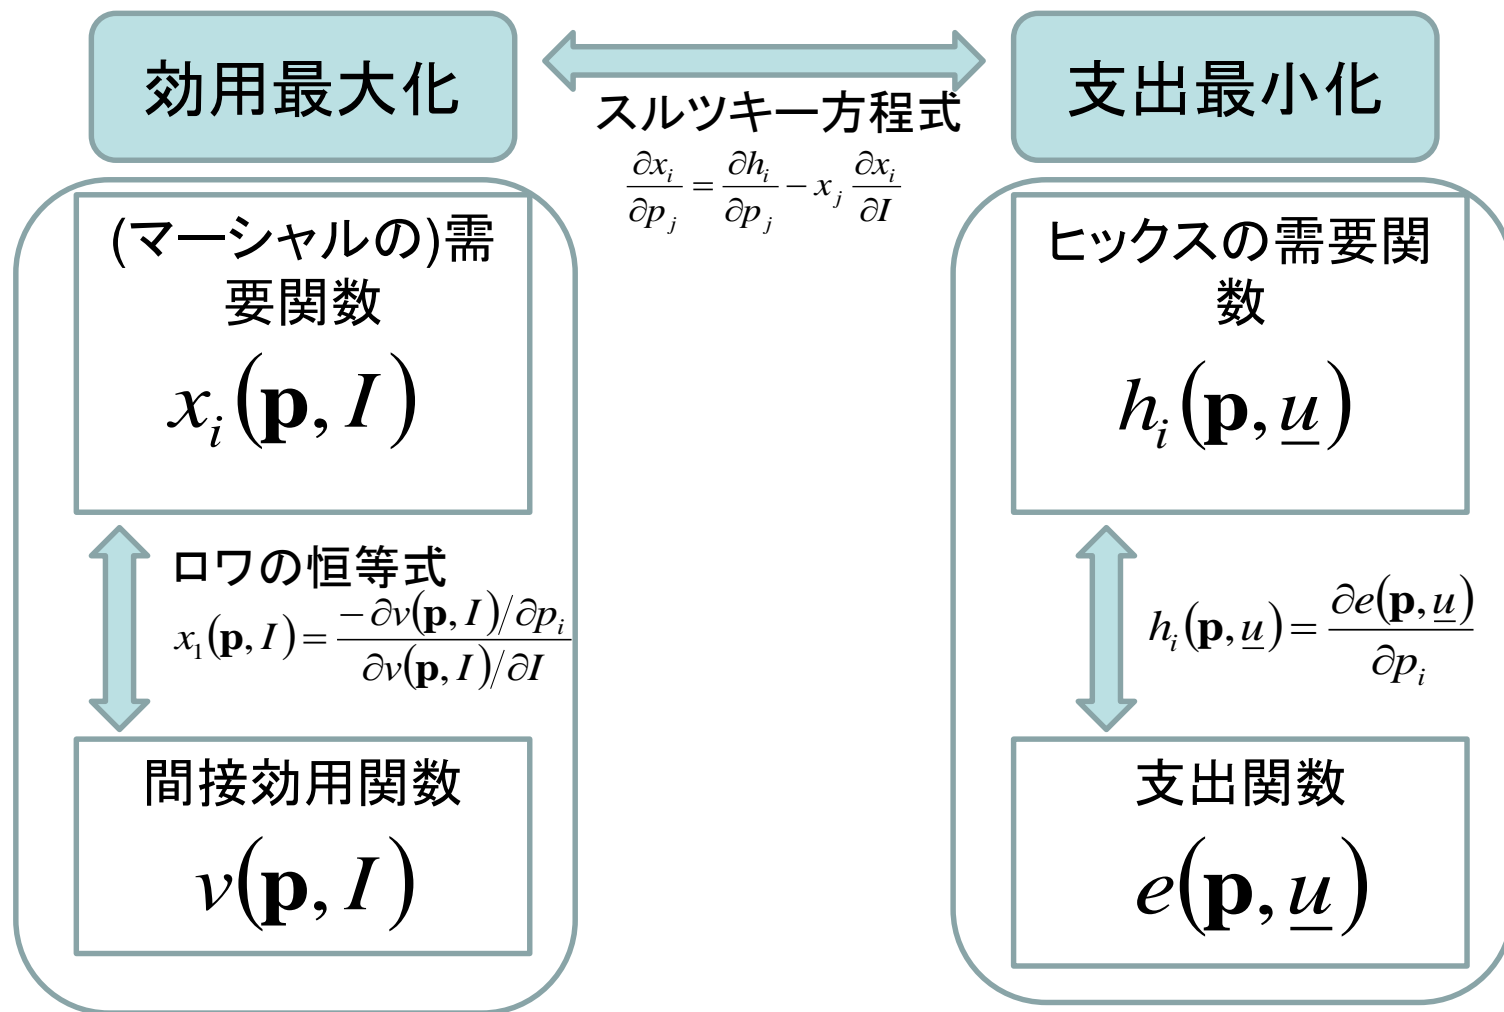 効用最大化
支出最小化
スルツキー方程式
∂x_i/∂p_j = ∂h_i/∂p_j − x_j ∂x_i/∂I
(マーシャルの)需
要関数
x_i(p, I)
ロワの恒等式
x_1(p, I) = −∂v(p, I)/∂p_i / ∂v(p, I)/∂I
間接効用関数
v(p, I)
ヒックスの需要関
数
h_i(p, u)
h_i(p, u) = ∂e(p, u)/∂p_i
支出関数
e(p, u)